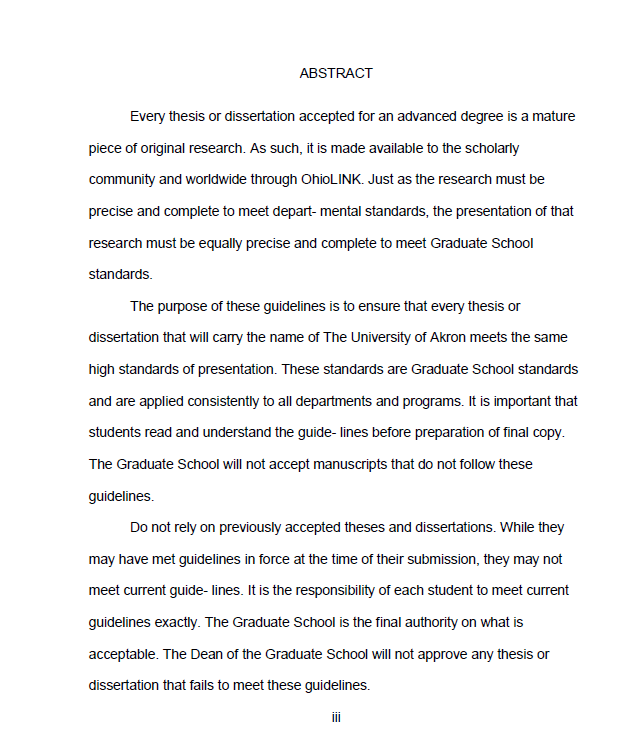 ABSTRACT
Every thesis or dissertation accepted for an advanced degree is a mature
piece of original research. As such, it is made available to the scholarly
community and worldwide through OhioLINK. Just as the research must be
precise and complete to meet depart- mental standards, the presentation of that
research must be equally precise and complete to meet Graduate School
standards.
The purpose of these guidelines is to ensure that every thesis or
dissertation that will carry the name of The University of Akron meets the same
high standards of presentation. These standards are Graduate School standards
and are applied consistently to all departments and programs. It is important that
students read and understand the guide- lines before preparation of final copy.
The Graduate School will not accept manuscripts that do not follow these
guidelines.
Do not rely on previously accepted theses and dissertations. While they
may have met guidelines in force at the time of their submission, they may not
meet current guide- lines. It is the responsibility of each student to meet current
guidelines exactly. The Graduate School is the final authority on what is
acceptable. The Dean of the Graduate School will not approve any thesis or
dissertation that fails to meet these guidelines.
iii